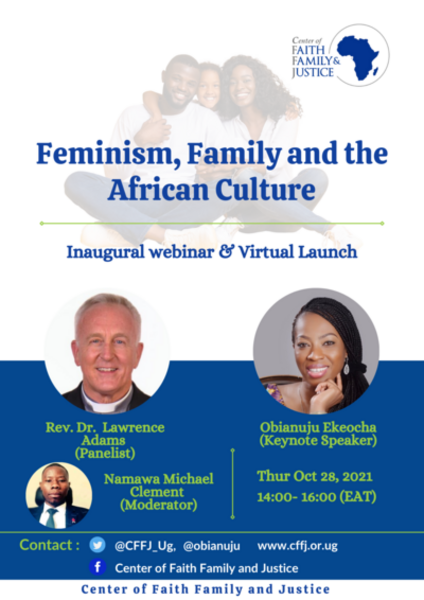 Center of
FAITH
FAMILY&
JUSTICE
Feminism, Family and the
African Culture
Inaugural webinar & Virtual Launch
Rev. Dr. Lawrence
Adams
(Panelist)
Obianuju Ekeocha
(Keynote Speaker)
Namawa Michael
Clement
(Moderator)
Thur Oct 28, 2021
14:00- 16:00 (EAT)
Contact : @CFFJ_Ug, @obianuju www.cffj.or.ug
f Center of Faith Family and Justice
Center of Faith Family and Justice